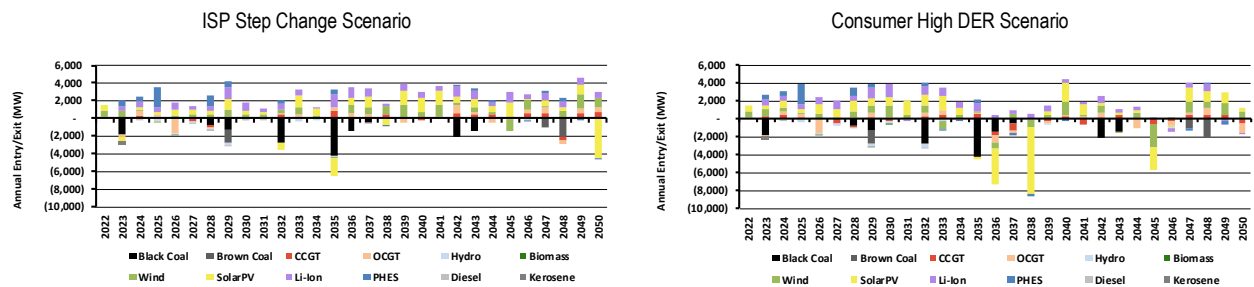 ISP Step Change Scenario
Annual Entry/Exit (MW)
6,000
4,000
2,000
-
(2,000)
(4,000)
(6,000)
(8,000)
(10,000)
2022 2023 2024 2025 2026 2027 2028 2029 2030 2031 2032 2033 2034 2035 2036 2037 2038 2039 2040 2041 2042 2043 2044 2045 2046 2047 2048 2049 2050
Black Coal Brown Coal CCGT OCGT Hydro Biomass
Wind SolarPV Li-Ion PHES Diesel Kerosene
Consumer High DER Scenario
Annual Entry/Exit (MW)
6,000
4,000
2,000
-
(2,000)
(4,000)
(6,000)
(8,000)
(10,000)
2022 2023 2024 2025 2026 2027 2028 2029 2030 2031 2032 2033 2034 2035 2036 2037 2038 2039 2040 2041 2042 2043 2044 2045 2046 2047 2048 2049 2050
Black Coal Brown Coal CCGT OCGT Hydro Biomass
Wind SolarPV Li-Ion PHES Diesel Kerosene